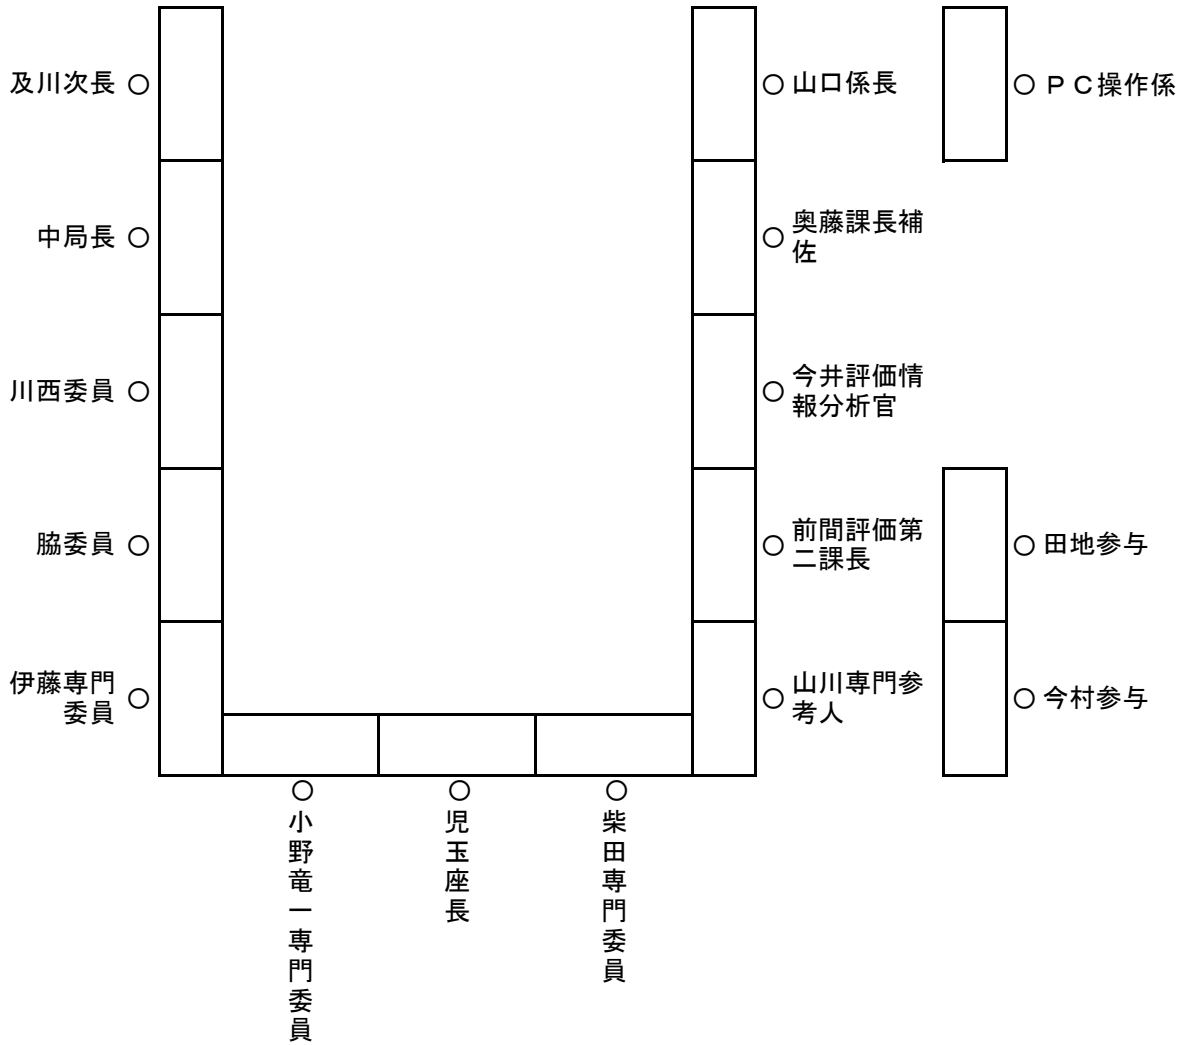 及川次長 ○
○ 山口係長
○ ＰＣ操作係
中局長 ○
○ 奥藤課長補
佐
川西委員 ○
○ 今井評価情
報分析官
脇委員 ○
○ 前間評価第
二課長
○ 田地参与
伊藤専門
委員 ○
○ 山川専門参
考人
○ 今村参与
○
小野竜一専門委員
○
児玉座長
○
柴田専門委員